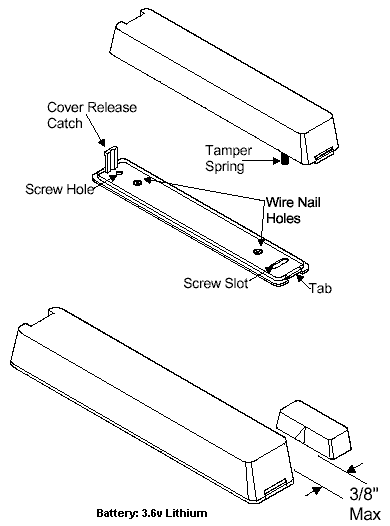 Cover Release
Catch
Tamper
Spring
Screw Hole
Wire Nail
Holes
Screw Slot
Tab
3/8"
Max
Battery: 3.6v Lithium